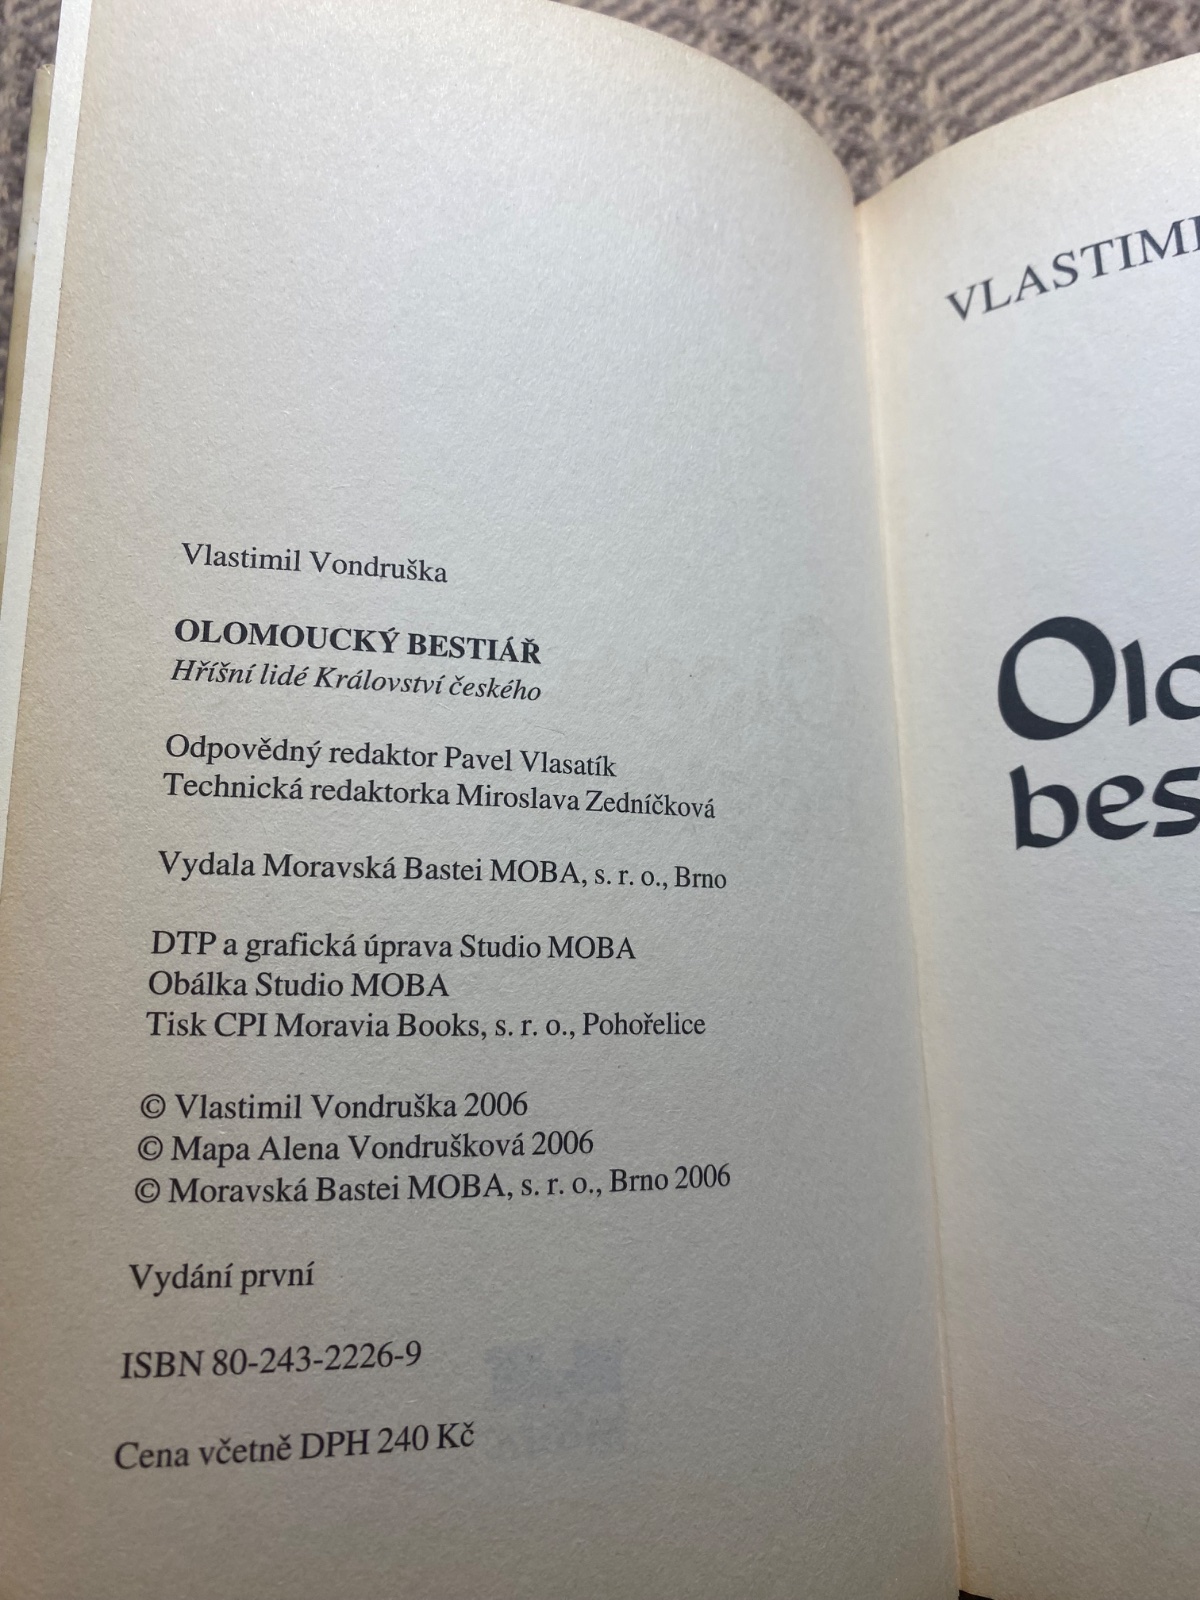 Vlastimil Vondruška
OLOMOUCKÝ BESTIÁŘ
Hříšní lidé Království českého
Odpovědný redaktor Pavel Vlasatík
Technická redaktorka Miroslava Zedníčková
Vydala Moravská Bastei MOBA, s. r. o., Brno
DTP a grafická úprava Studio MOBA
Obálka Studio MOBA
Tisk CPI Moravia Books, s. r. o., Pohořelice
© Vlastimil Vondruška 2006
© Mapa Alena Vondrušková 2006
© Moravská Bastei MOBA, s. r. o., Brno 2006
Vydání první
ISBN 80-243-2226-9
Cena včetně DPH 240 Kč
VLASTIMI
Olo
bes